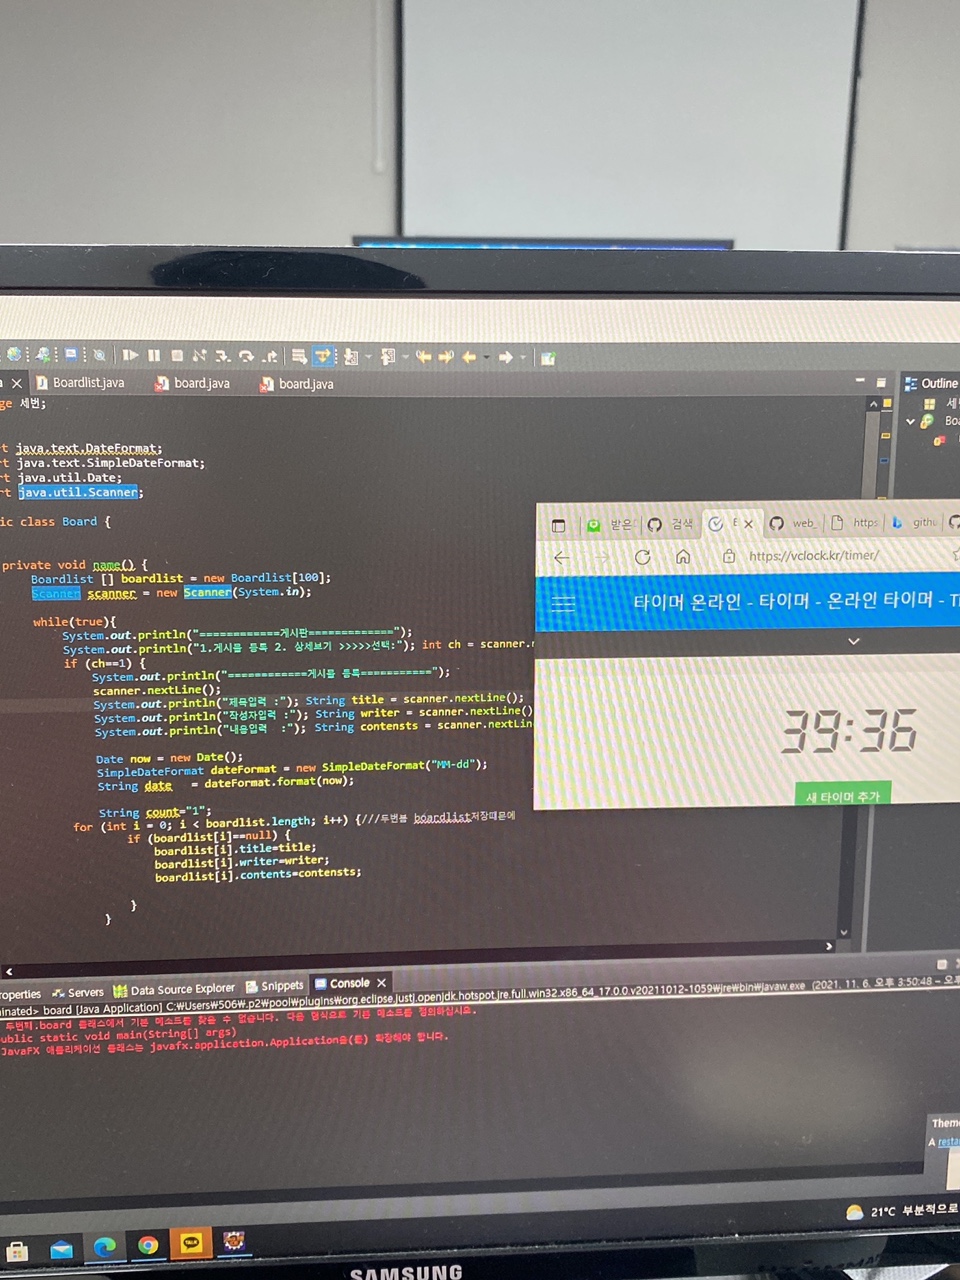 Boardlist.java
board.java
board.java
Outline
세번;
java.text.DateFormat;
java.text.SimpleDateFormat;
java.util.Date;
java.util.Scanner;
class Board {
private void name() {
Boardlist [] boardlist = new Boardlist[100];
Scanner scanner = new Scanner(System.in);
while(true){
System.out.println("============게시판=============");
System.out.println("1.게시물 등록 2. 상세보기 >>>>>선택:"); int ch = scanner.
if (ch==1) {
System.out.println("============게시물 등록===========");
scanner.nextLine();
System.out.println("제목입력 :"); String title = scanner.nextLine();
System.out.println("작성자입력 :"); String writer = scanner.nextLine()
System.out.println("내용입력 :"); String contensts = scanner.nextLin
Date now = new Date();
SimpleDateFormat dateFormat = new SimpleDateFormat("MM-dd");
String date = dateFormat.format(now);
String count="1";
for (int i = 0; i < boardlist.length; i++) {///두번뜰 boardlist저장때문에
if (boardlist[i]==null) {
boardlist[i].title=title;
boardlist[i].writer=writer;
boardlist[i].contents=contensts;
}
}
받은
검색
web_
https
githu
https://vclock.kr/timer/
타이머 온라인 - 타이머 - 온라인 타이머 -
39:36
새 타이머 추가
roperties
Servers
Data Source Explorer
Snippets
Console
inated> board [Java Application] C:₩Users₩506₩.p2₩pool₩plugins₩org.eclipse.justj.openjdk.hotspot.jre.full.win32.x86_64_17.0.0.v20211012-1059₩jre₩bin₩javaw.exe (2021. 11. 6. 오후 3:50:48 – 오
board 클래스에서 기본 메소드를 찾을 수 없습니다. 다음 형식으로 기본 메소드를 정의하십시오.
ublic static void main(String[] args)
JavaFX 애플리케이션 클래스는 javafx.application.Application을(를) 확장해야 합니다.
Theme
A resta
21°C 부분적으로
TALK
SAMSUNG